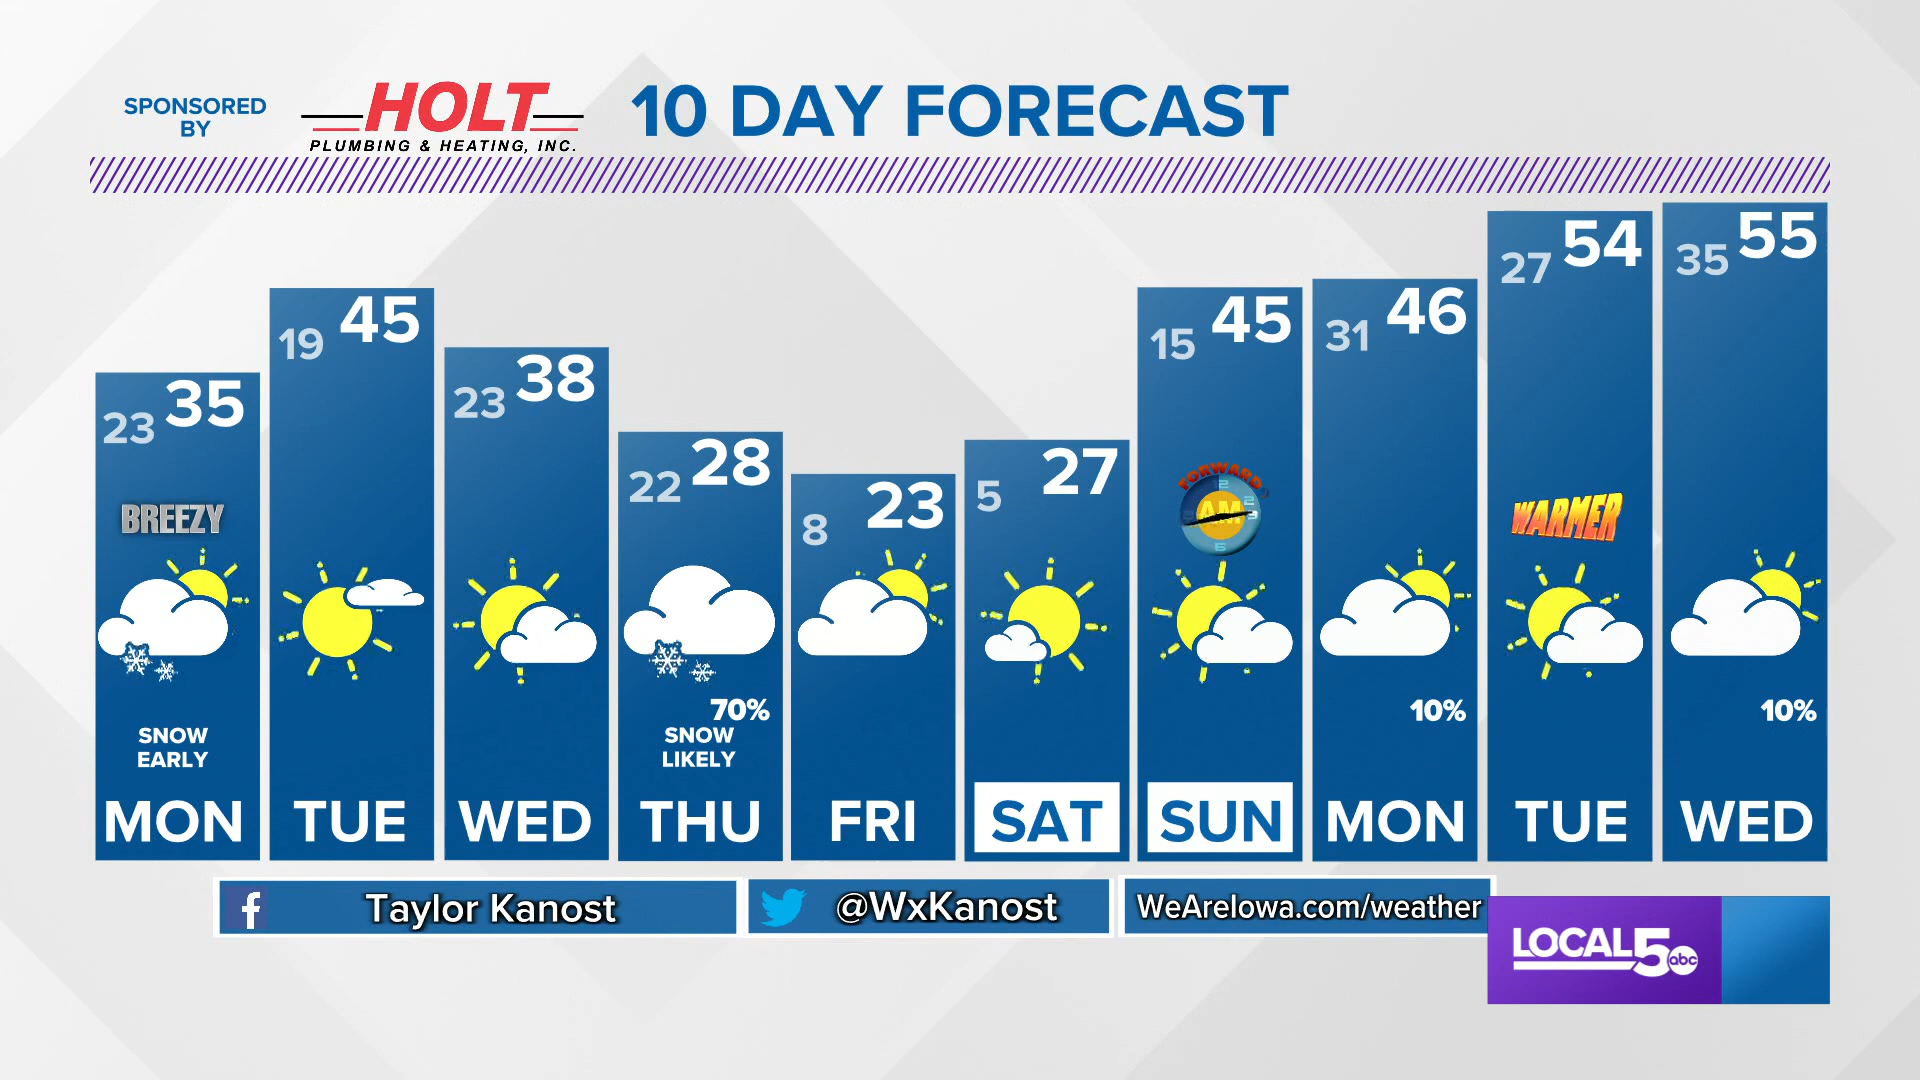 SPONSORED
BY
HOLT
PLUMBING & HEATING, INC.
10 DAY FORECAST
23 35
BREEZY
SNOW
EARLY
MON
19 45
TUE
23 38
WED
22 28
70%
SNOW
LIKELY
THU
8 23
FRI
5 27
SAT
15 45
FORWARD
AM
SUN
31 46
10%
MON
27 54
WARMER
TUE
35 55
10%
WED
f
Taylor Kanost
@WxKanost
WeAreIowa.com/weather
LOCAL 5 abc